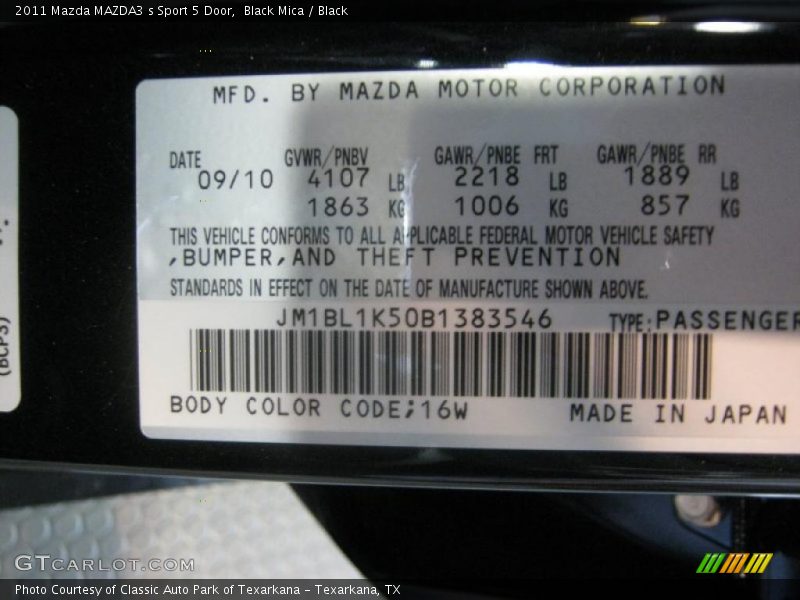 2011 Mazda MAZDA3 s Sport 5 Door,  Black Mica / Black
MFD. BY MAZDA MOTOR CORPORATION
DATE GVWR/PNBV GAWR/PNBE FRT GAWR/PNBE RR
09/10 4107 LB 2218 LB 1889 LB
1863 KG 1006 KG 857 KG
THIS VEHICLE CONFORMS TO ALL APPLICABLE FEDERAL MOTOR VEHICLE SAFETY
,BUMPER,AND THEFT PREVENTION
STANDARDS IN EFFECT ON THE DATE OF MANUFACTURE SHOWN ABOVE.
JM1BL1K50B1383546 TYPE:PASSENGER
BODY COLOR CODE;16W MADE IN JAPAN
(BCP3)
GTCARLOT.COM
Photo Courtesy of Classic Auto Park of Texarkana – Texarkana, TX